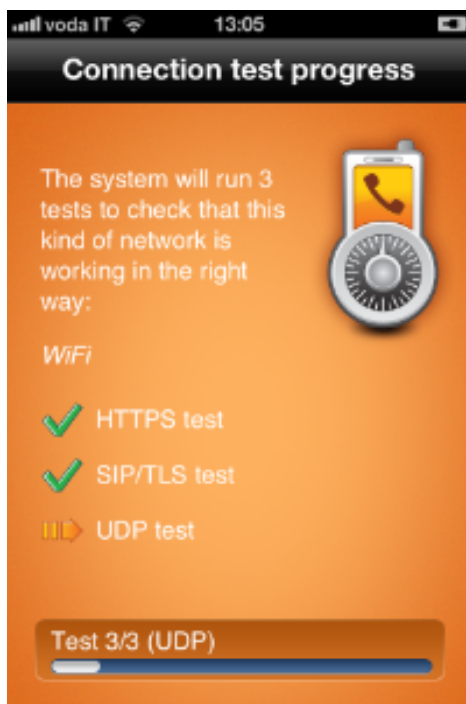 voda IT 13:05
Connection test progress
The system will run 3
tests to check that this
kind of network is
working in the right
way:
WiFi
HTTPS test
SIP/TLS test
UDP test
Test 3/3 (UDP)